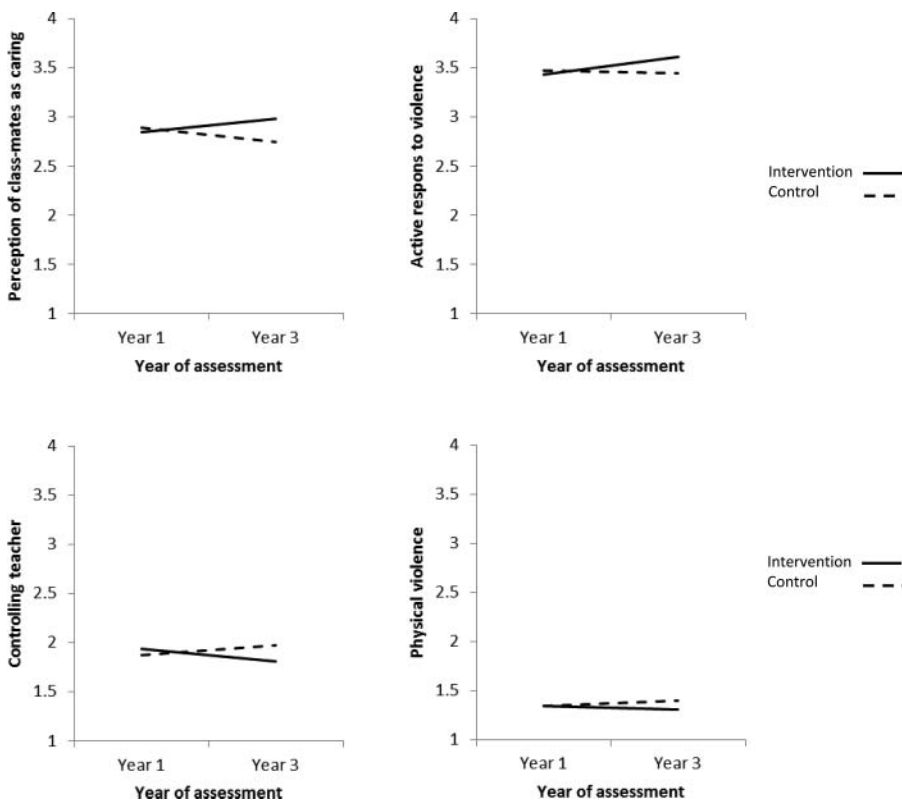 Perception of class-mates as caring
4
3.5
3
2.5
2
1.5
1
Year 1 Year 3
Year of assessment
Active respons to violence
4
3.5
3
2.5
2
1.5
1
Year 1 Year 3
Year of assessment
Intervention
Control
Controlling teacher
4
3.5
3
2.5
2
1.5
1
Year 1 Year 3
Year of assessment
Physical violence
4
3.5
3
2.5
2
1.5
1
Year 1 Year 3
Year of assessment
Intervention
Control